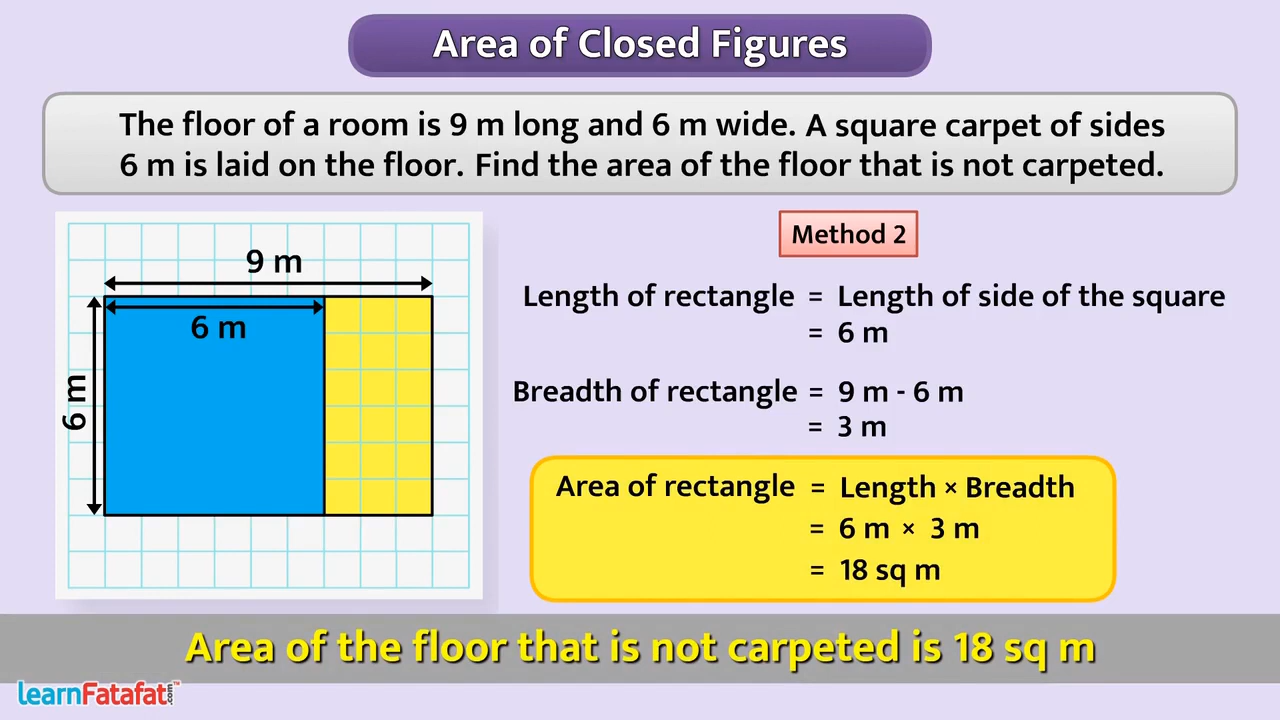 Area of Closed Figures
The floor of a room is 9 m long and 6 m wide. A square carpet of sides
6 m is laid on the floor. Find the area of the floor that is not carpeted.
9 m
6 m
6 m
Method 2
Length of rectangle = Length of side of the square
= 6 m
Breadth of rectangle = 9 m - 6 m
= 3 m
Area of rectangle = Length × Breadth
= 6 m × 3 m
= 18 sq m
Area of the floor that is not carpeted is 18 sq m
learnFatafat.com™